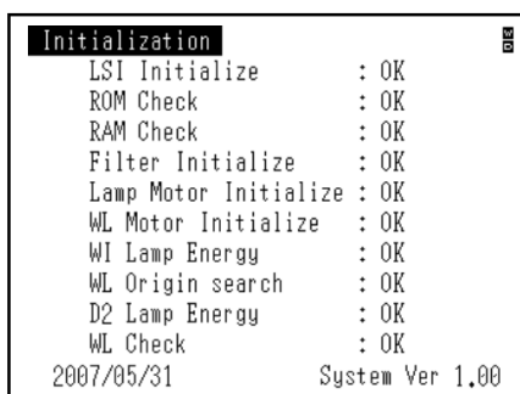 Initialization W D
LSI Initialize : OK
ROM Check : OK
RAM Check : OK
Filter Initialize : OK
Lamp Motor Initialize : OK
WL Motor Initialize : OK
WI Lamp Energy : OK
WL Origin search : OK
D2 Lamp Energy : OK
WL Check : OK
2007/05/31 System Ver 1.00